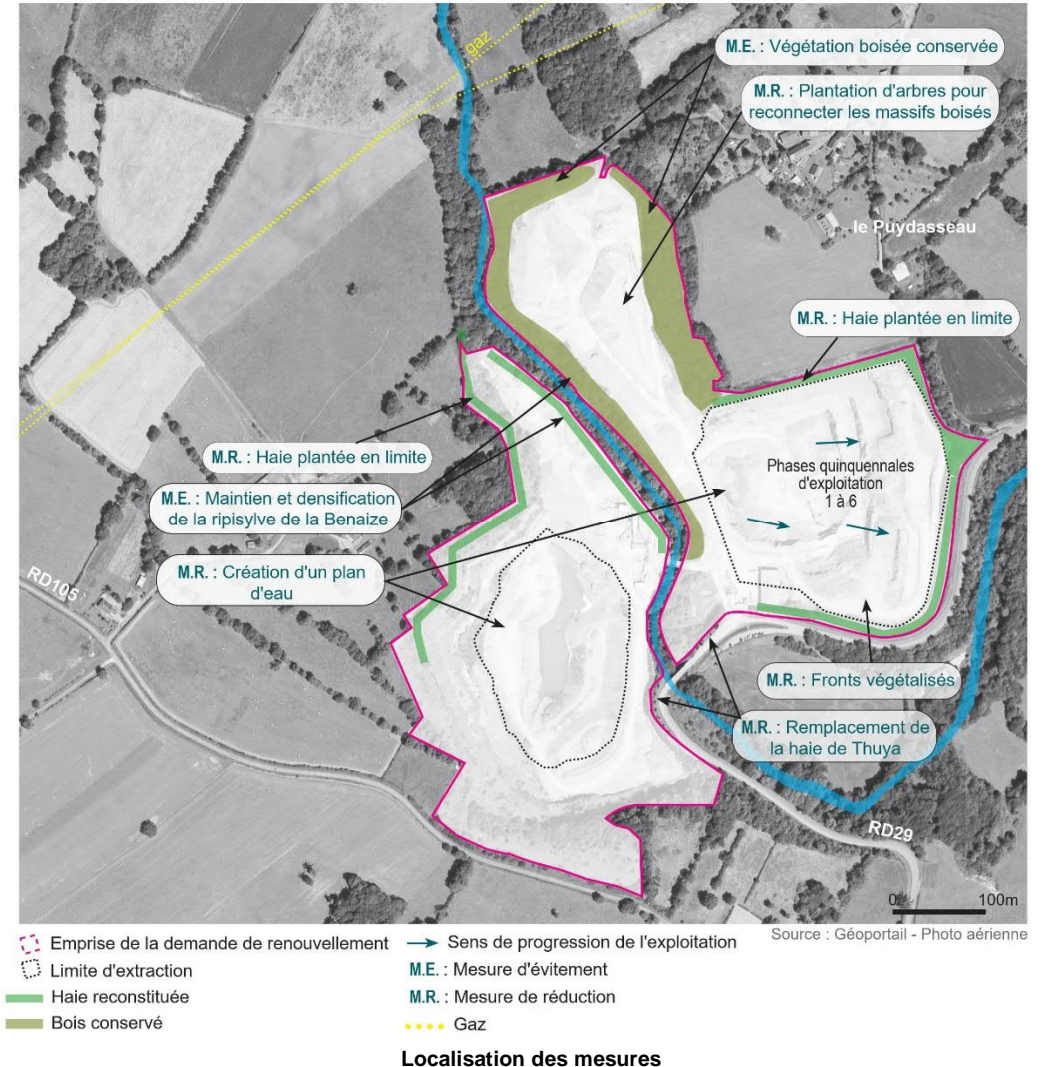 gaz
M.E. : Végétation boisée conservée
M.R. : Plantation d'arbres pour
reconnecter les massifs boisés
le Puydasseau
M.R. : Haie plantée en limite
M.R. : Haie plantée en limite
Phases quinquennales
d'exploitation
1 à 6
M.E. : Maintien et densification
de la ripisylve de la Benaize
M.R. : Création d'un plan
d'eau
RD105
M.R. : Fronts végétalisés
M.R. : Remplacement de
la haie de Thuya
RD29
0 100m
Source : Géoportail - Photo aérienne
Emprise de la demande de renouvellement
Limite d'extraction
Haie reconstituée
Bois conservé
Sens de progression de l'exploitation
M.E. : Mesure d'évitement
M.R. : Mesure de réduction
Gaz
Localisation des mesures